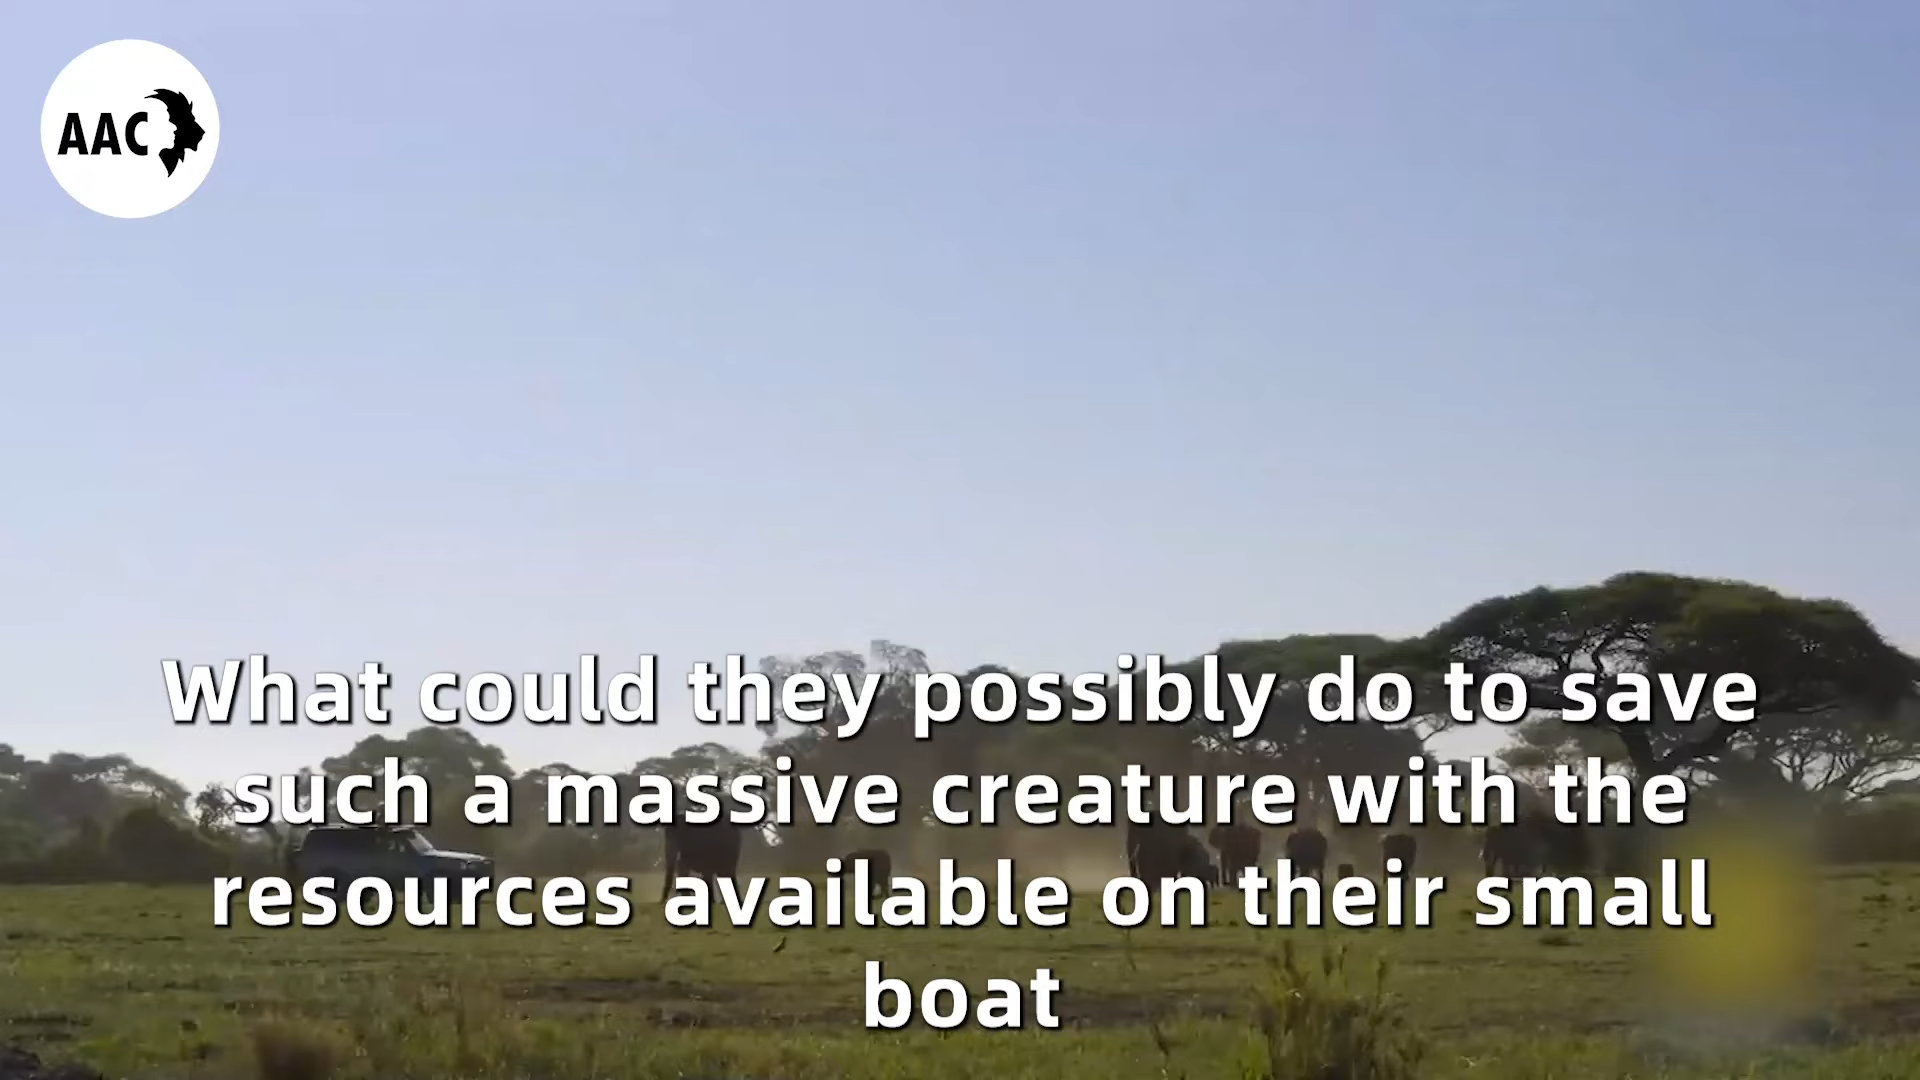 AAC
What could they possibly do to save
such a massive creature with the
resources available on their small
boat